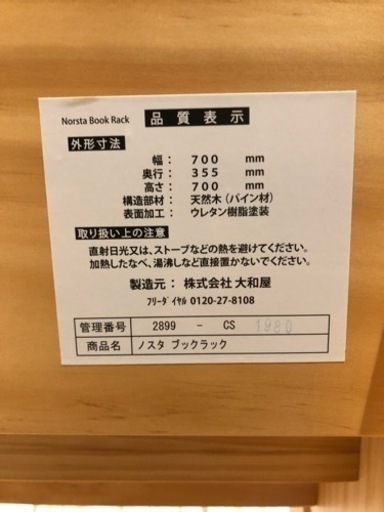 Norsta Book Rack 品質表示
外形寸法
幅： 700 mm
奥行： 355 mm
高さ： 700 mm
構造部材： 天然木（パイン材）
表面加工： ウレタン樹脂塗装
取り扱い上の注意
直射日光又は、ストーブなどの熱を避けてください。
加熱したなべ、湯沸しなど直接置かないでください。
製造元： 株式会社 大和屋
ﾌﾘｰﾀﾞｲﾔﾙ 0120-27-8108
管理番号 2899 - CS 1980
商品名 ノスタ ブックラック